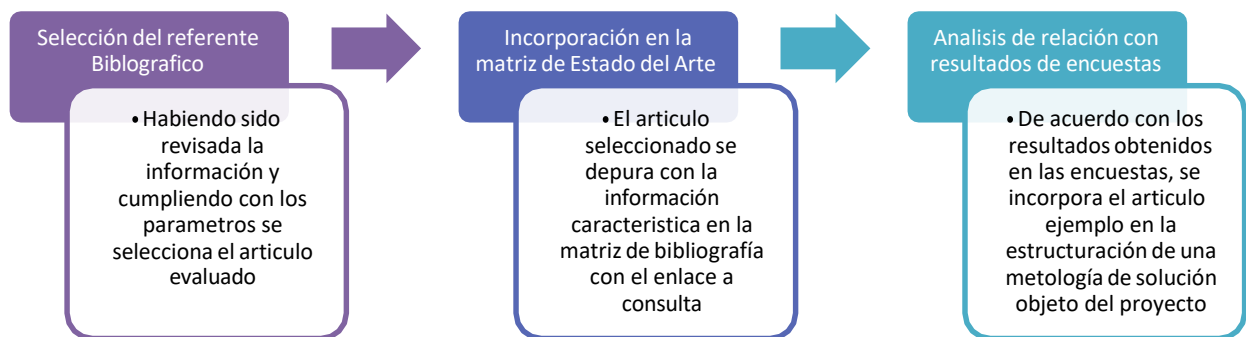 Selección del referente
Biblografico
• Habiendo sido
revisada la
información y
cumpliendo con los
parametros se
selecciona el articulo
evaluado
Incorporación en la
matriz de Estado del Arte
• El articulo
seleccionado se
depura con la
información
caracteristica en la
matriz de bibliografía
con el enlace a
consulta
Analisis de relación con
resultados de encuestas
• De acuerdo con los
resultados obtenidos
en las encuestas, se
incorpora el articulo
ejemplo en la
estructuración de una
metología de solución
objeto del proyecto